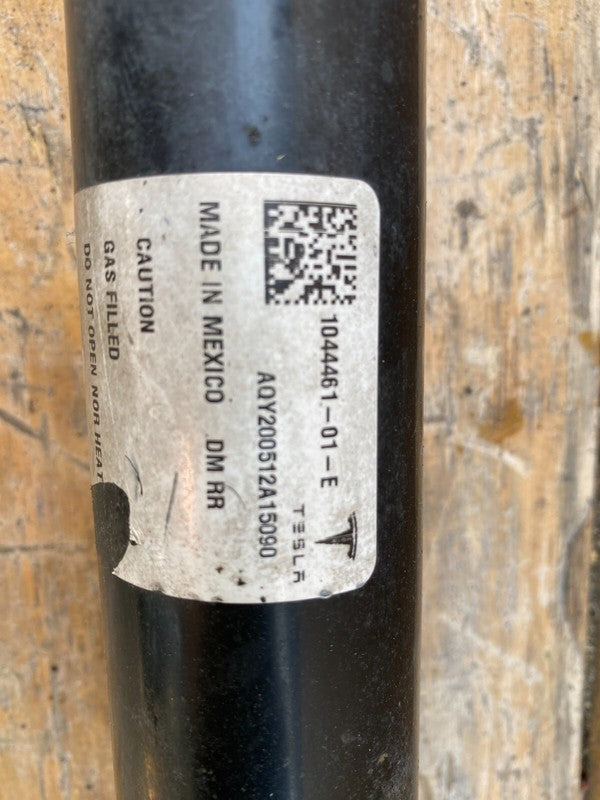 1044461-01-E
TESLA
AQY200512A15090
MADE IN MEXICO DM RR
CAUTION
GAS FILLED
DO NOT OPEN NOR HEAT